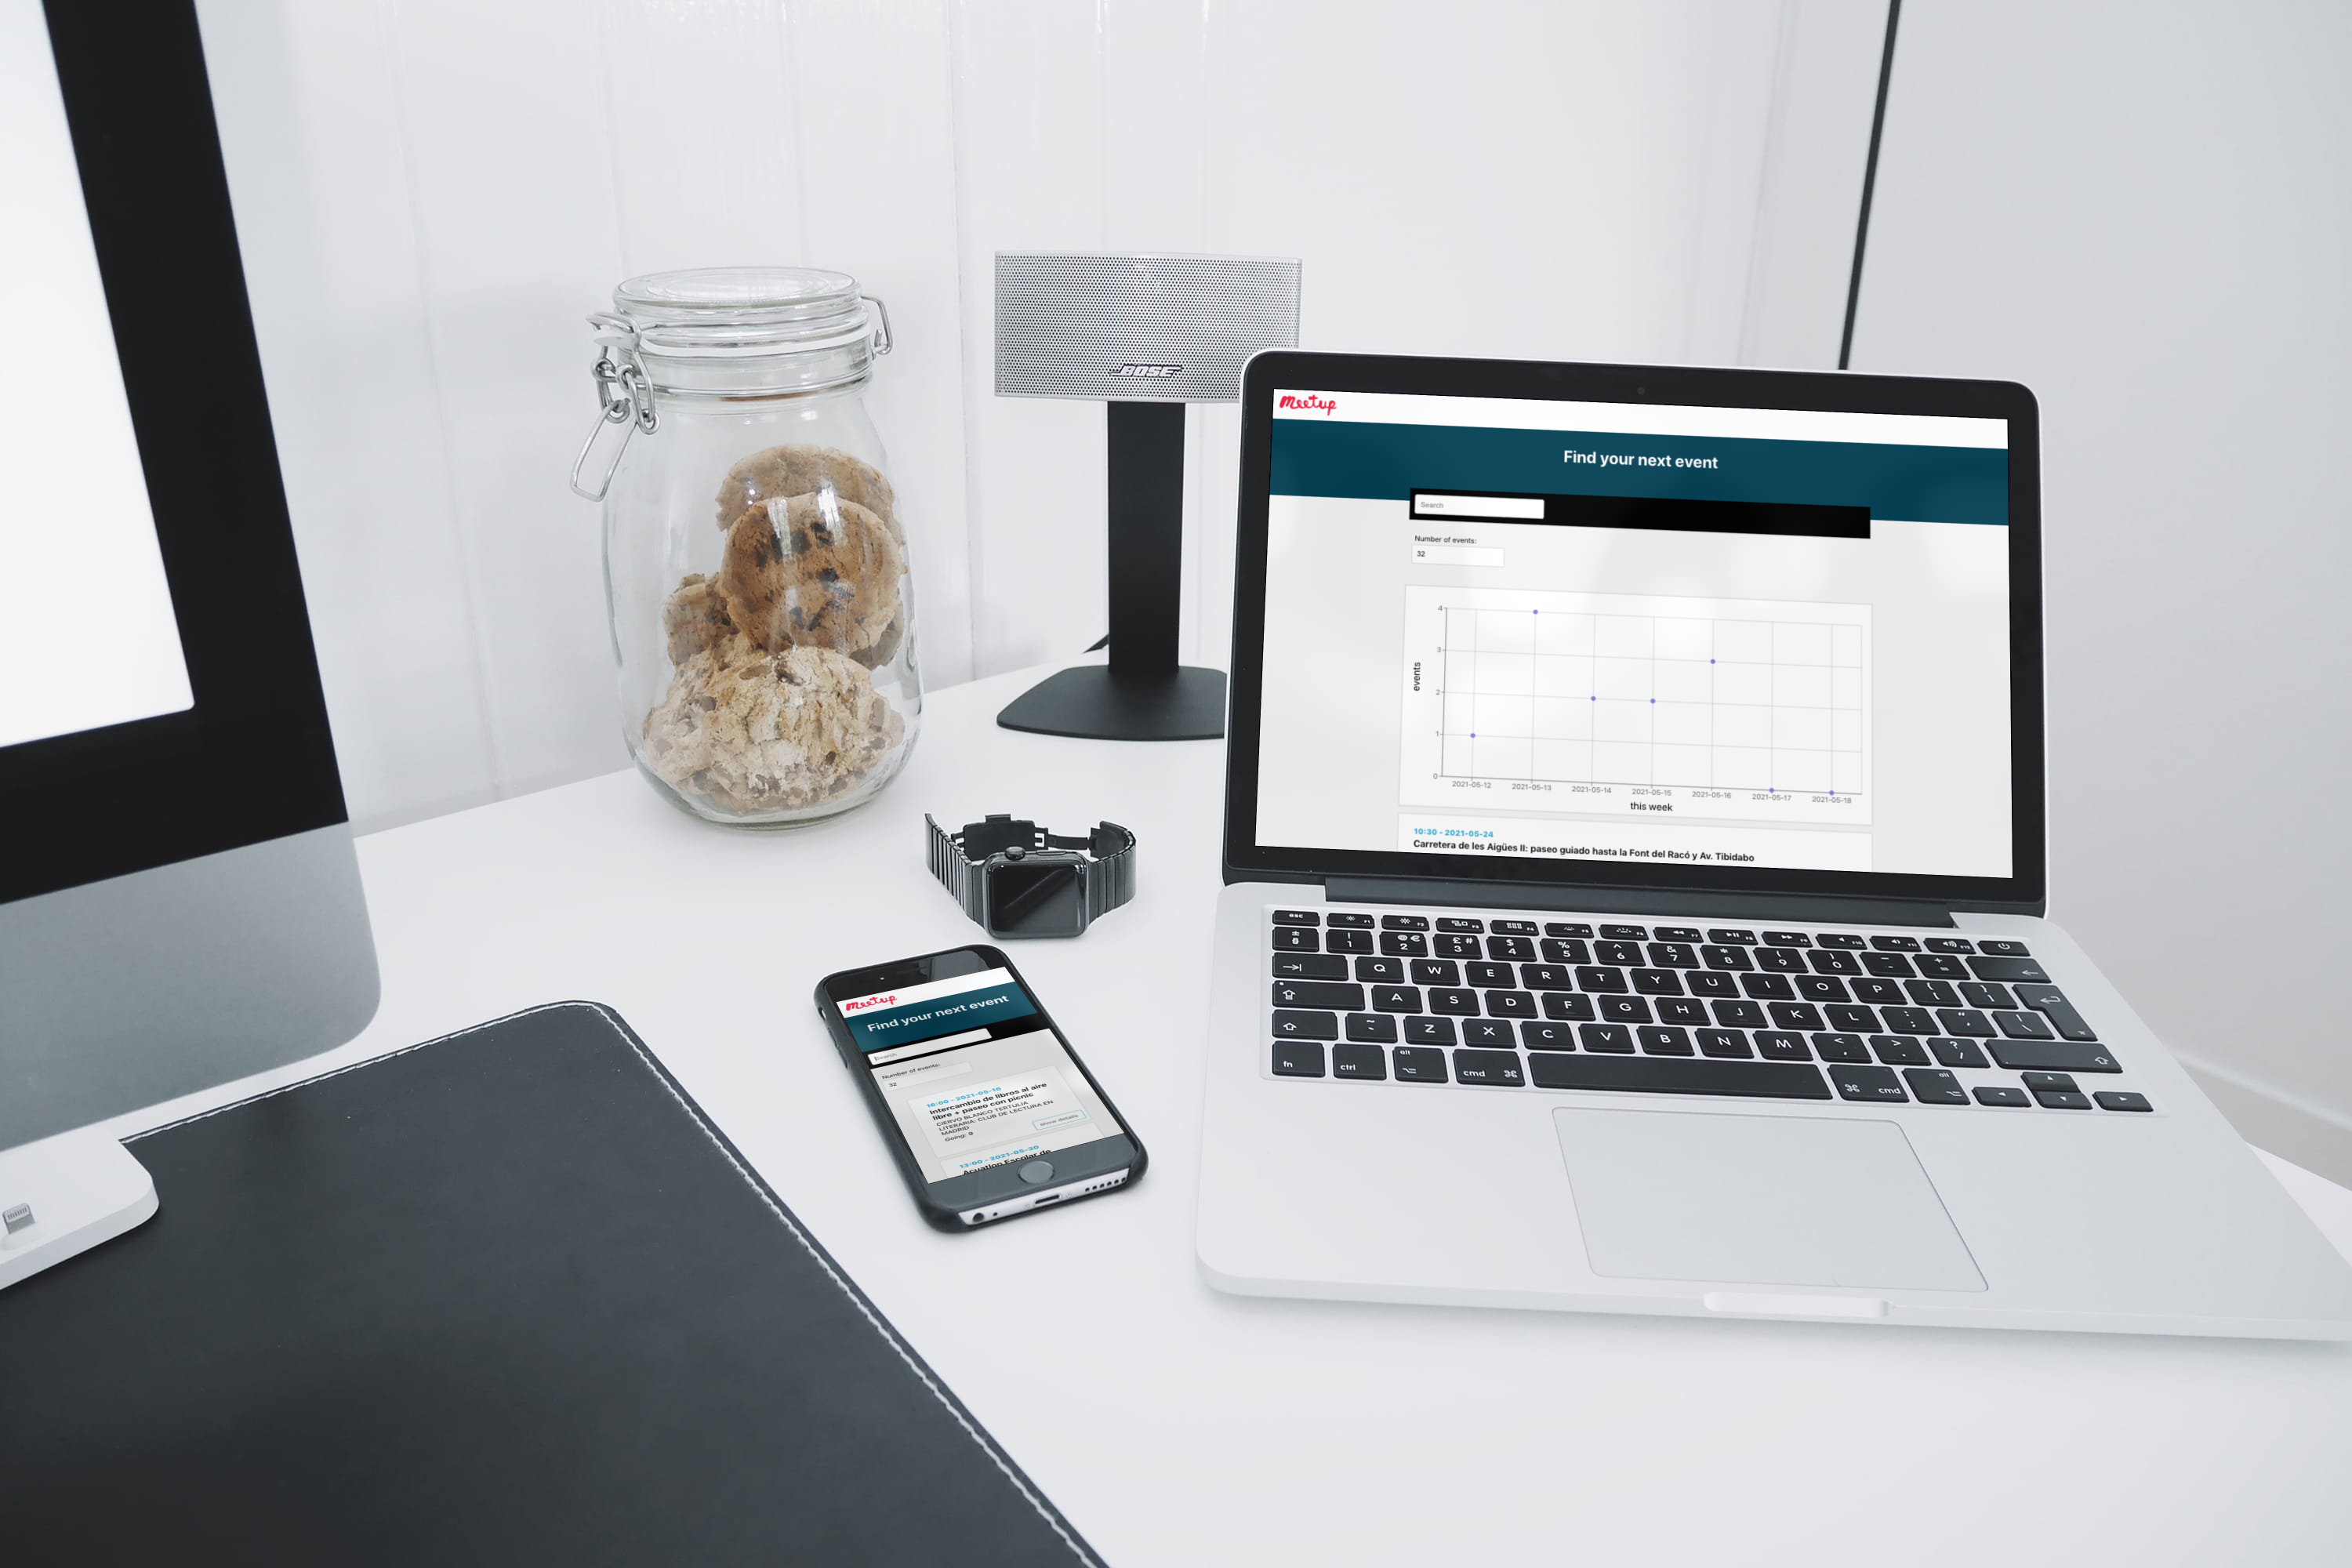 BOSE
Meetup
Find your next event
Search
Number of events:
32
4
3
2
1
0
events
2021-05-12
2021-05-13
2021-05-14
2021-05-15
2021-05-16
2021-05-17
2021-05-18
this week
10:30 - 2021-05-24
Carretera de les Aigües II: paseo guiado hasta la Font del Racó y Av. Tibidabo
Meetup
Find your next event
Search
Number of events:
32
16:00 - 2021-05-16
Intercambio de libros al aire
libre + paseo con picnic
CIERVO BLANCO TERTULIA
LITERARIA: CLUB DE LECTURA EN
MADRID
Going: 9
show details
12:00 - 2021-05-30
Acuation Escolar de
esc
± ! @ € £ # $ % ^ & * ( ) - +
§ 1 2 3 4 5 6 7 8 9 0 - =
Q W E R T Y U I O P { [ } ]
A S D F G H J K L : ; " ' | \
~ ` Z X C V B N M < , > . ? /
fn ctrl alt cmd cmd alt